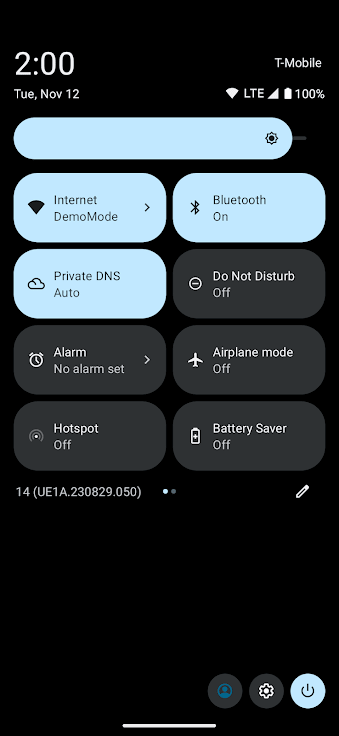 2:00
T-Mobile
Tue, Nov 12
LTE 100%
Internet
DemoMode
Bluetooth
On
Private DNS
Auto
Do Not Disturb
Off
Alarm
No alarm set
Airplane mode
Off
Hotspot
Off
Battery Saver
Off
14 (UE1A.230829.050)